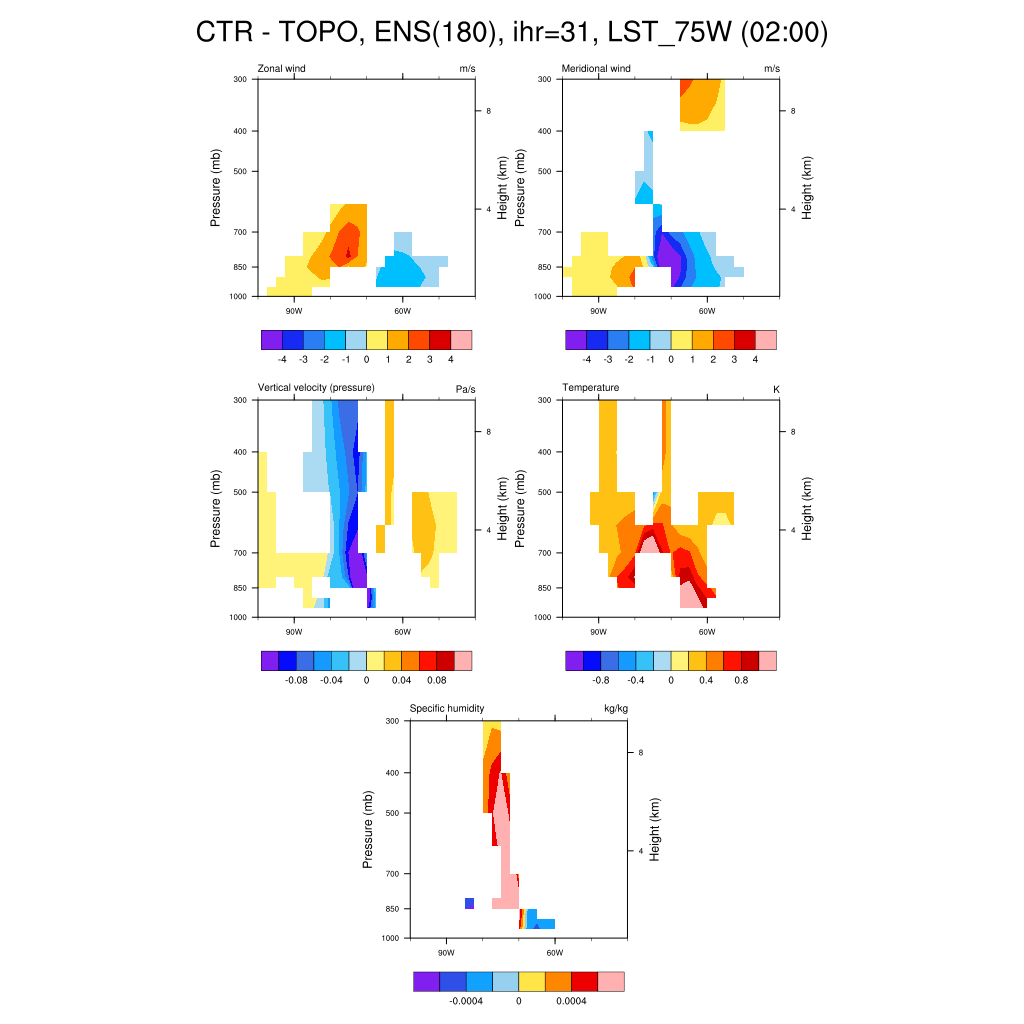 CTR - TOPO, ENS(180), ihr=31, LST_75W (02:00)
Zonal wind m/s
Pressure (mb)
Height (km)
300
400
500
700
850
1000
8
4
90W 60W
-4 -3 -2 -1 0 1 2 3 4
Meridional wind m/s
Pressure (mb)
Height (km)
300
400
500
700
850
1000
8
4
90W 60W
-4 -3 -2 -1 0 1 2 3 4
Vertical velocity (pressure) Pa/s
Pressure (mb)
Height (km)
300
400
500
700
850
1000
8
4
90W 60W
-0.08 -0.04 0 0.04 0.08
Temperature K
Pressure (mb)
Height (km)
300
400
500
700
850
1000
8
4
90W 60W
-0.8 -0.4 0 0.4 0.8
Specific humidity kg/kg
Pressure (mb)
Height (km)
300
400
500
700
850
1000
8
4
90W 60W
-0.0004 0 0.0004